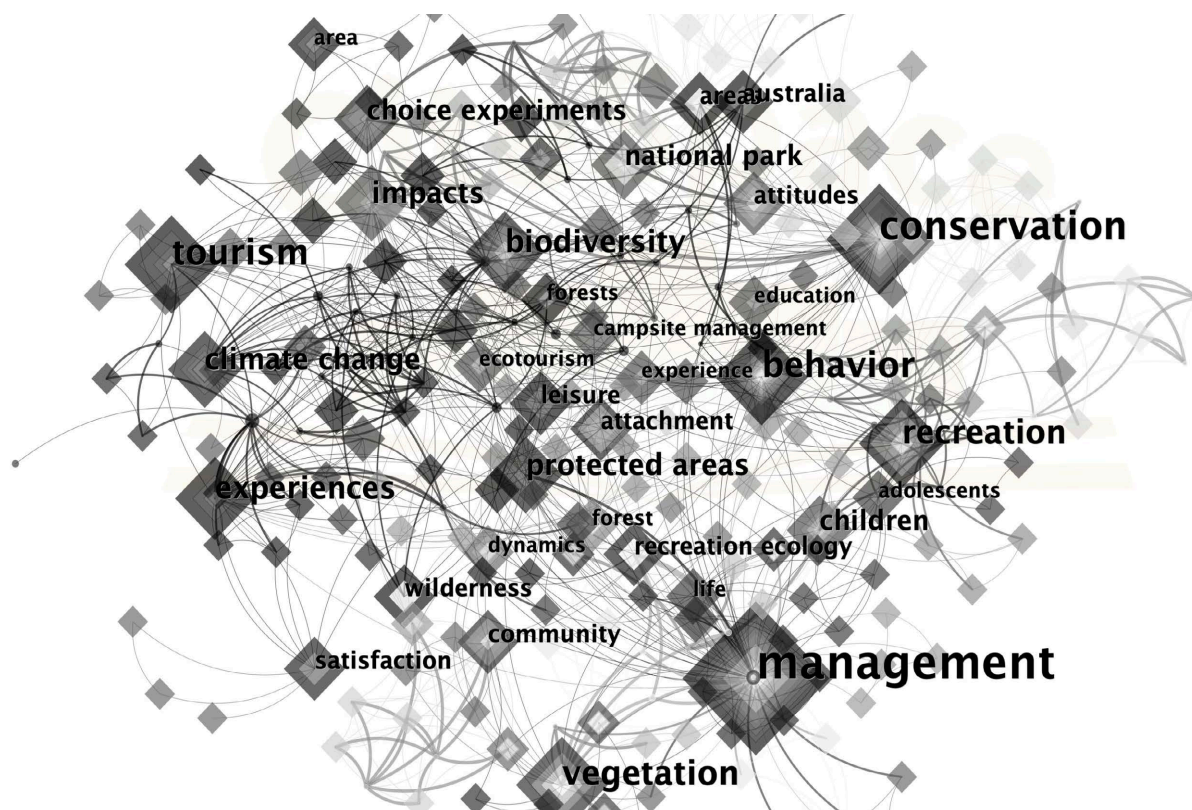 area
areas
australia
choice experiments
national park
impacts
attitudes
conservation
tourism
biodiversity
forests
education
campsite management
climate change
ecotourism
experience
behavior
leisure
attachment
recreation
protected areas
experiences
adolescents
forest
children
dynamics
recreation ecology
wilderness
life
community
satisfaction
management
vegetation